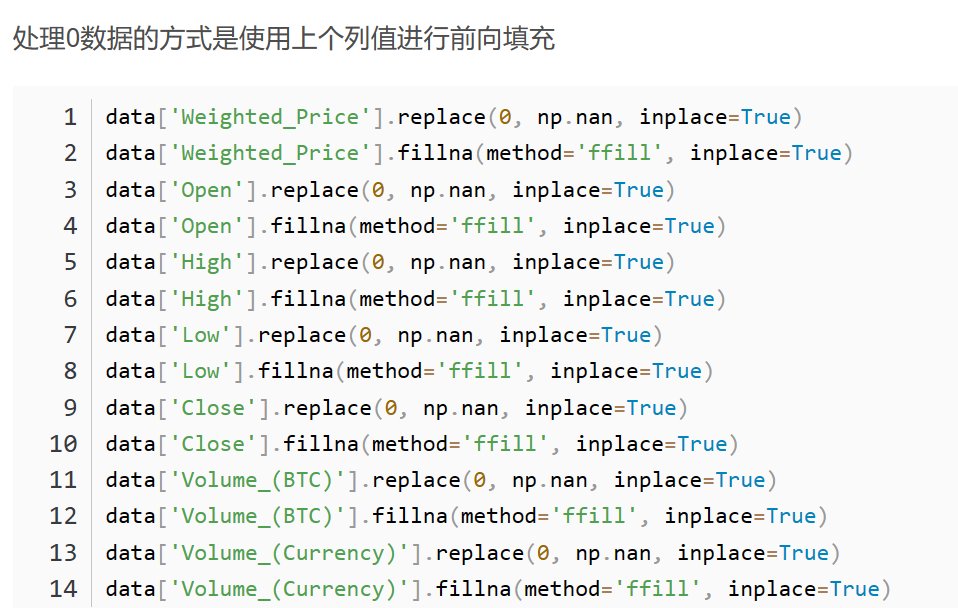 处理0数据的方式是使用上个列值进行前向填充
1 data['Weighted_Price'].replace(0, np.nan, inplace=True)
2 data['Weighted_Price'].fillna(method='ffill', inplace=True)
3 data['Open'].replace(0, np.nan, inplace=True)
4 data['Open'].fillna(method='ffill', inplace=True)
5 data['High'].replace(0, np.nan, inplace=True)
6 data['High'].fillna(method='ffill', inplace=True)
7 data['Low'].replace(0, np.nan, inplace=True)
8 data['Low'].fillna(method='ffill', inplace=True)
9 data['Close'].replace(0, np.nan, inplace=True)
10 data['Close'].fillna(method='ffill', inplace=True)
11 data['Volume_(BTC)'].replace(0, np.nan, inplace=True)
12 data['Volume_(BTC)'].fillna(method='ffill', inplace=True)
13 data['Volume_(Currency)'].replace(0, np.nan, inplace=True)
14 data['Volume_(Currency)'].fillna(method='ffill', inplace=True)